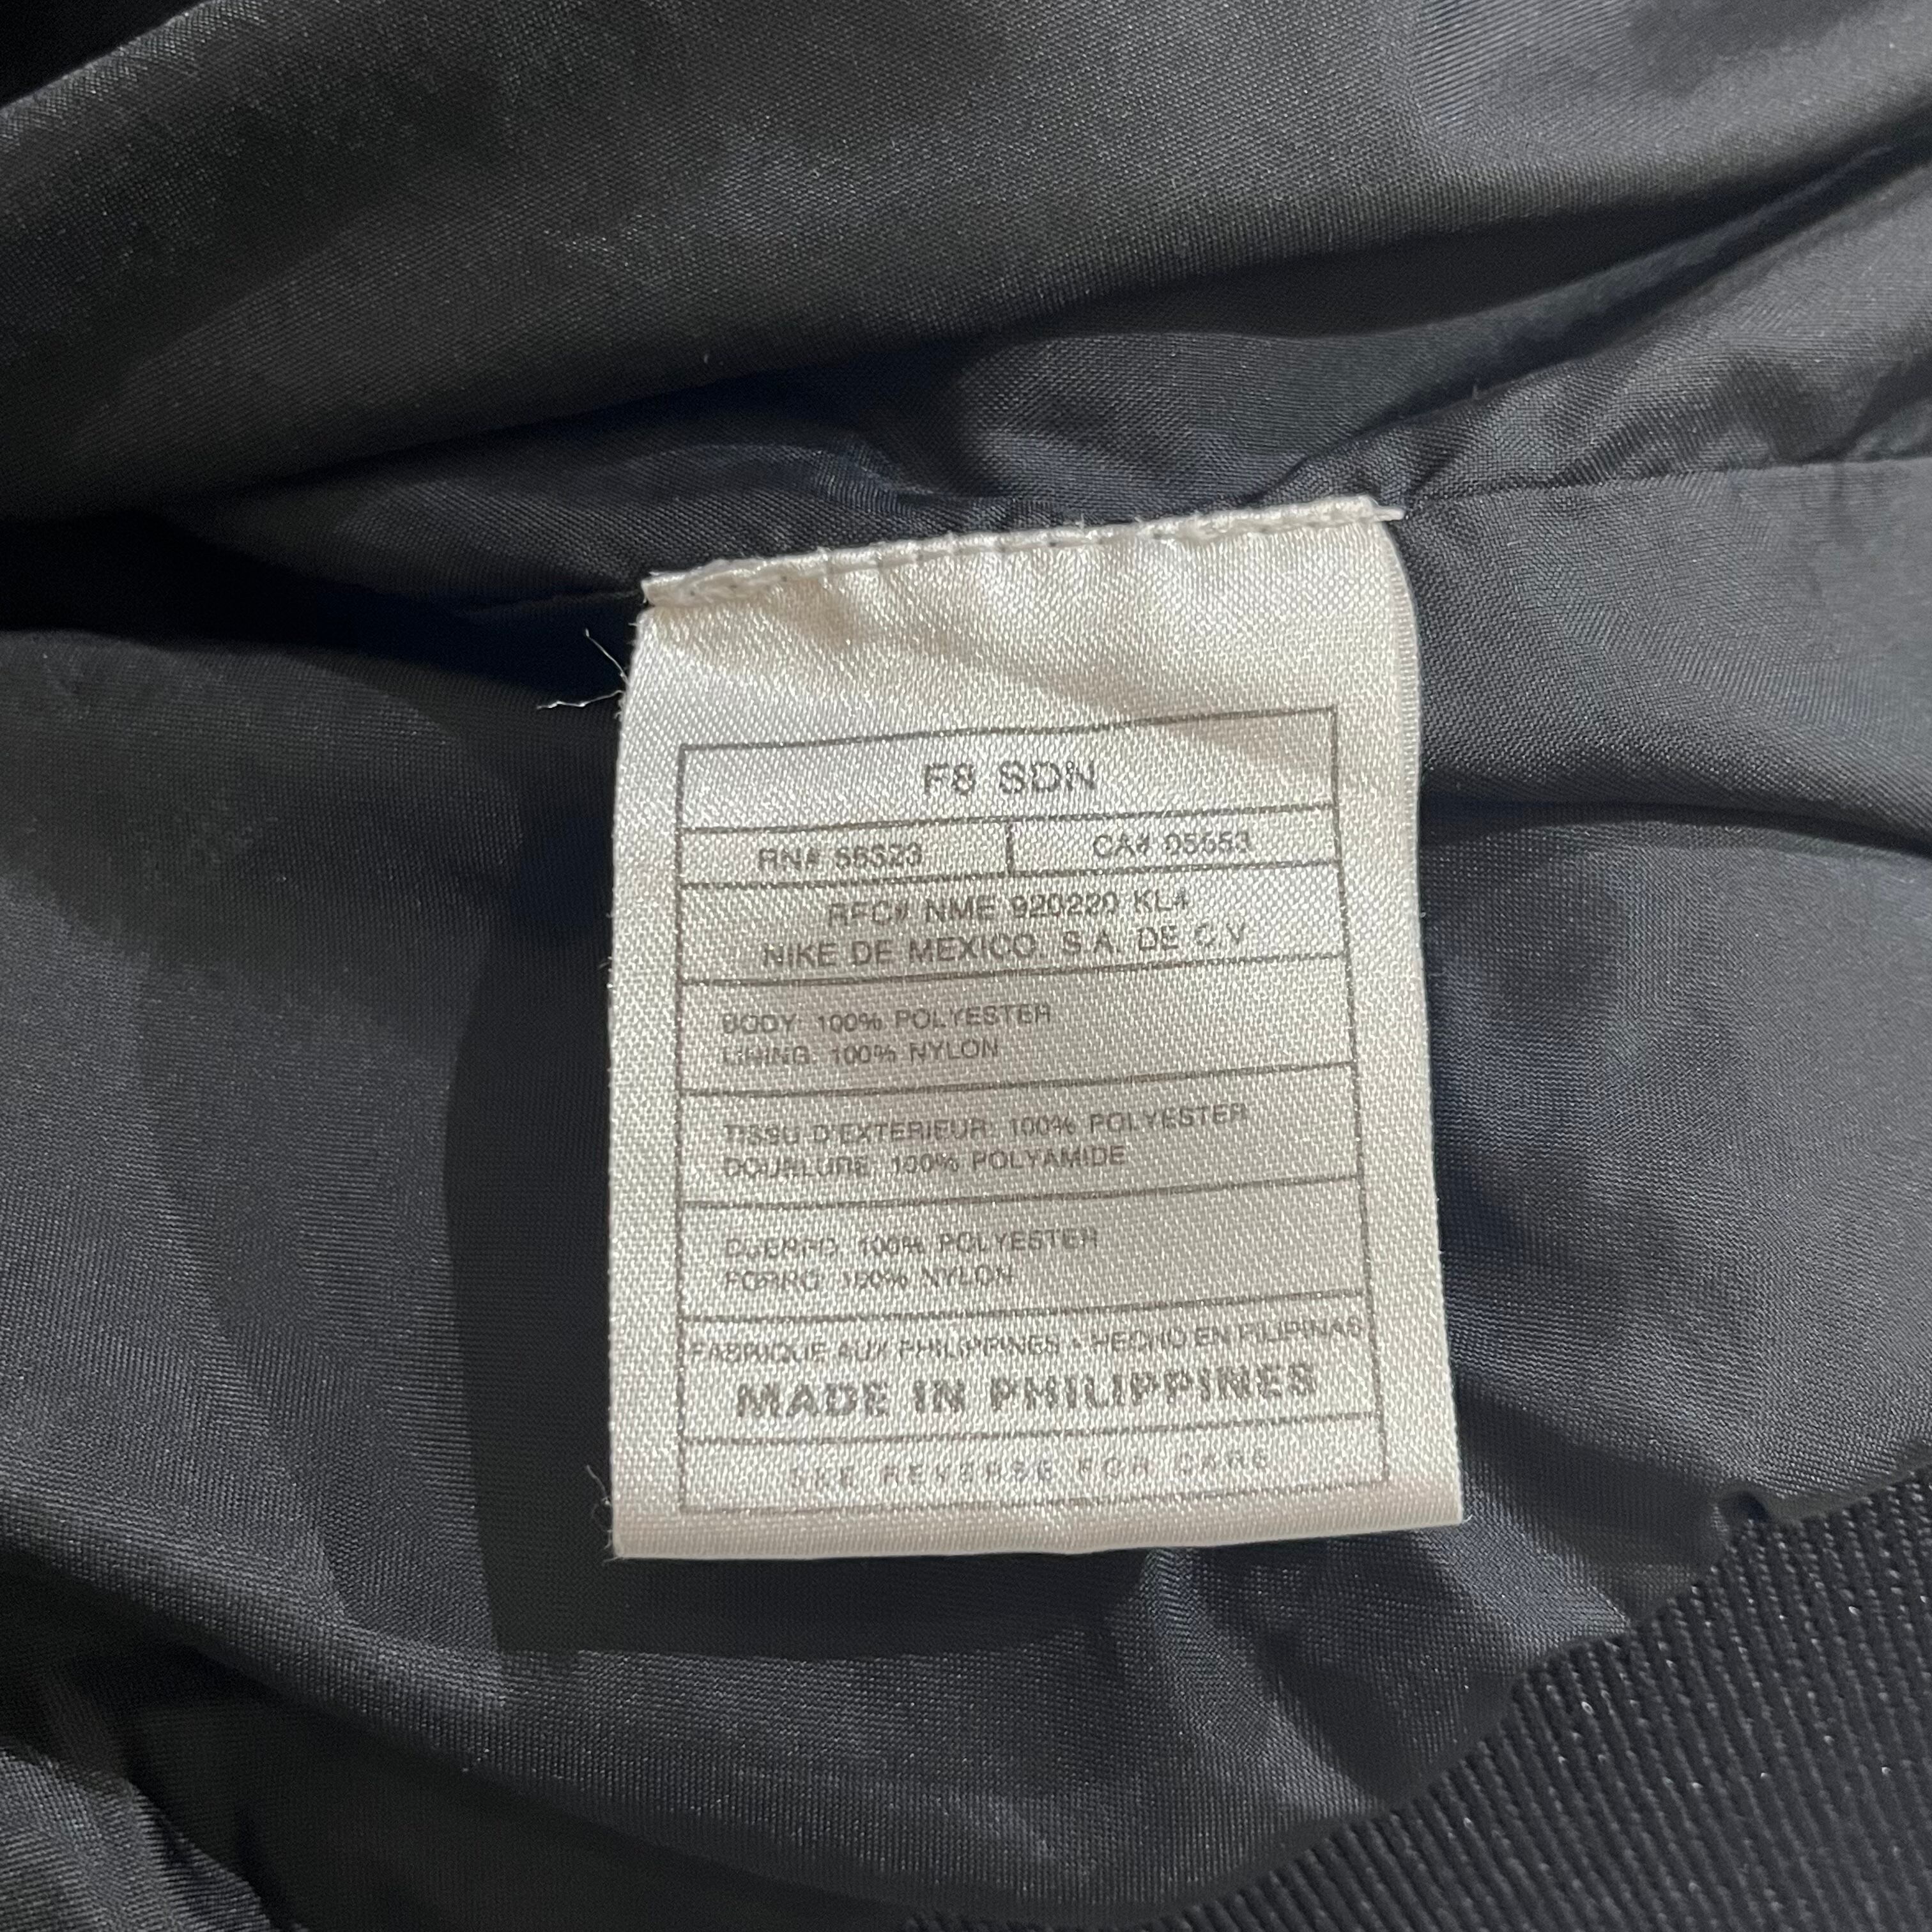 F8 SDN
RN# 56323 CA# 05553
RFC# NME 920220 KL4
NIKE DE MEXICO, S.A. DE C.V
BODY: 100% POLYESTER
LINING: 100% NYLON
TISSU D'EXTERIEUR: 100% POLYESTER
DOUBLURE: 100% POLYAMIDE
CUERPO: 100% POLYESTER
FORRO: 100% NYLON
FABRIQUE AUX PHILIPPINES - HECHO EN FILIPINAS
MADE IN PHILIPPINES
SEE REVERSE FOR CARE